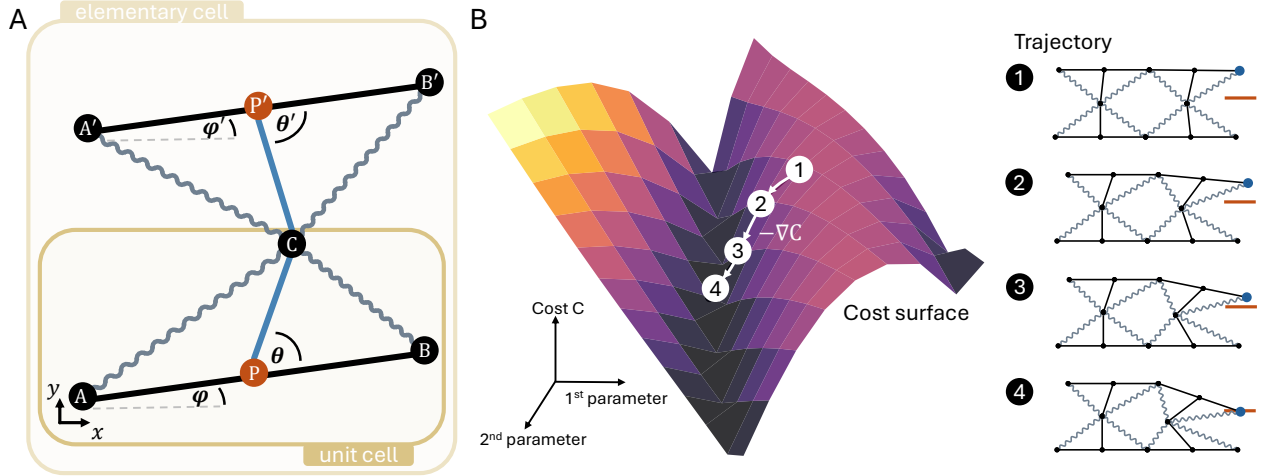 A
elementary cell
A′
P′
B′
φ′
θ′
C
A
P
B
φ
θ
y
x
unit cell
B
1
2
−∇C
3
4
Cost surface
Cost C
1st parameter
2nd parameter
Trajectory
1
2
3
4